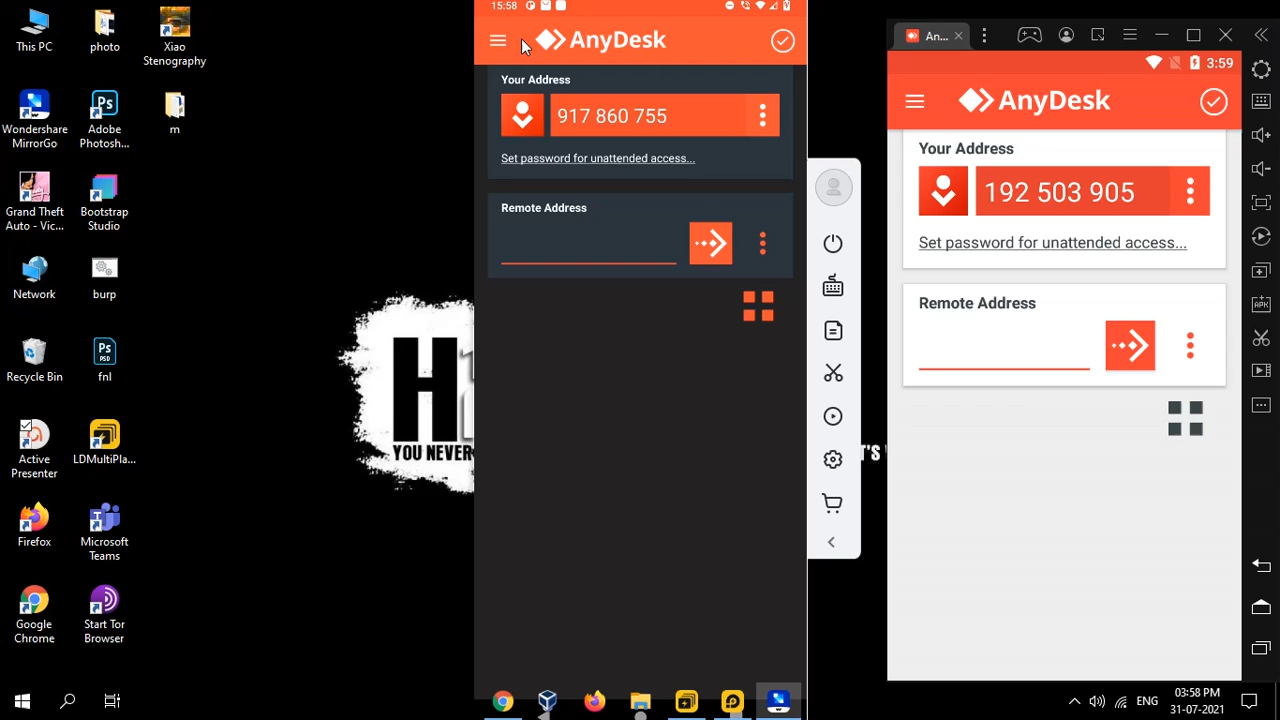 This PC
photo
Xiao
Stenography
Wondershare
MirrorGo
Adobe
Photosh...
m
Grand Theft
Auto - Vic...
Bootstrap
Studio
Network
burp
Recycle Bin
fnl
Active
Presenter
LDMultiPla...
Firefox
Microsoft
Teams
Google
Chrome
Start Tor
Browser
YOU NEVER
T'S
15:58
AnyDesk
Your Address
917 860 755
Set password for unattended access...
Remote Address
An...
3:59
AnyDesk
Your Address
192 503 905
Set password for unattended access...
Remote Address
ENG
03:58 PM
31-07-2021